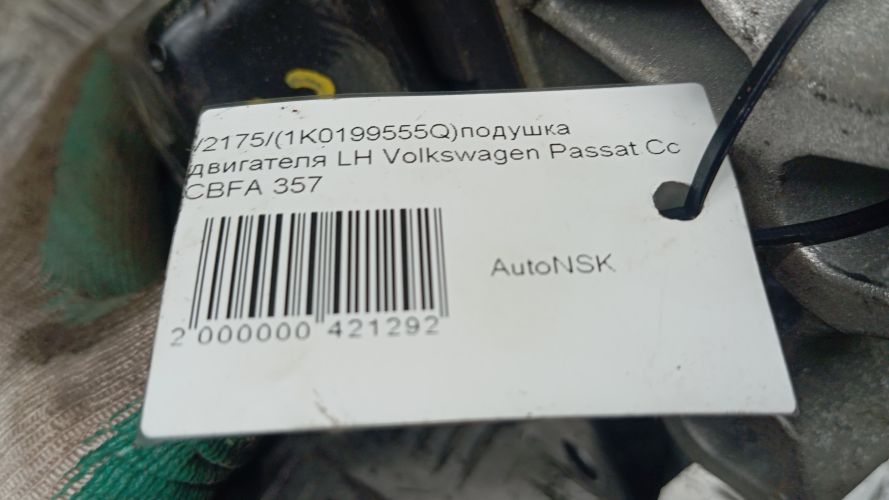 /2175/(1K0199555Q)подушка
двигателя LH Volkswagen Passat Cc
CBFA 357
AutoNSK
2 000000 421292